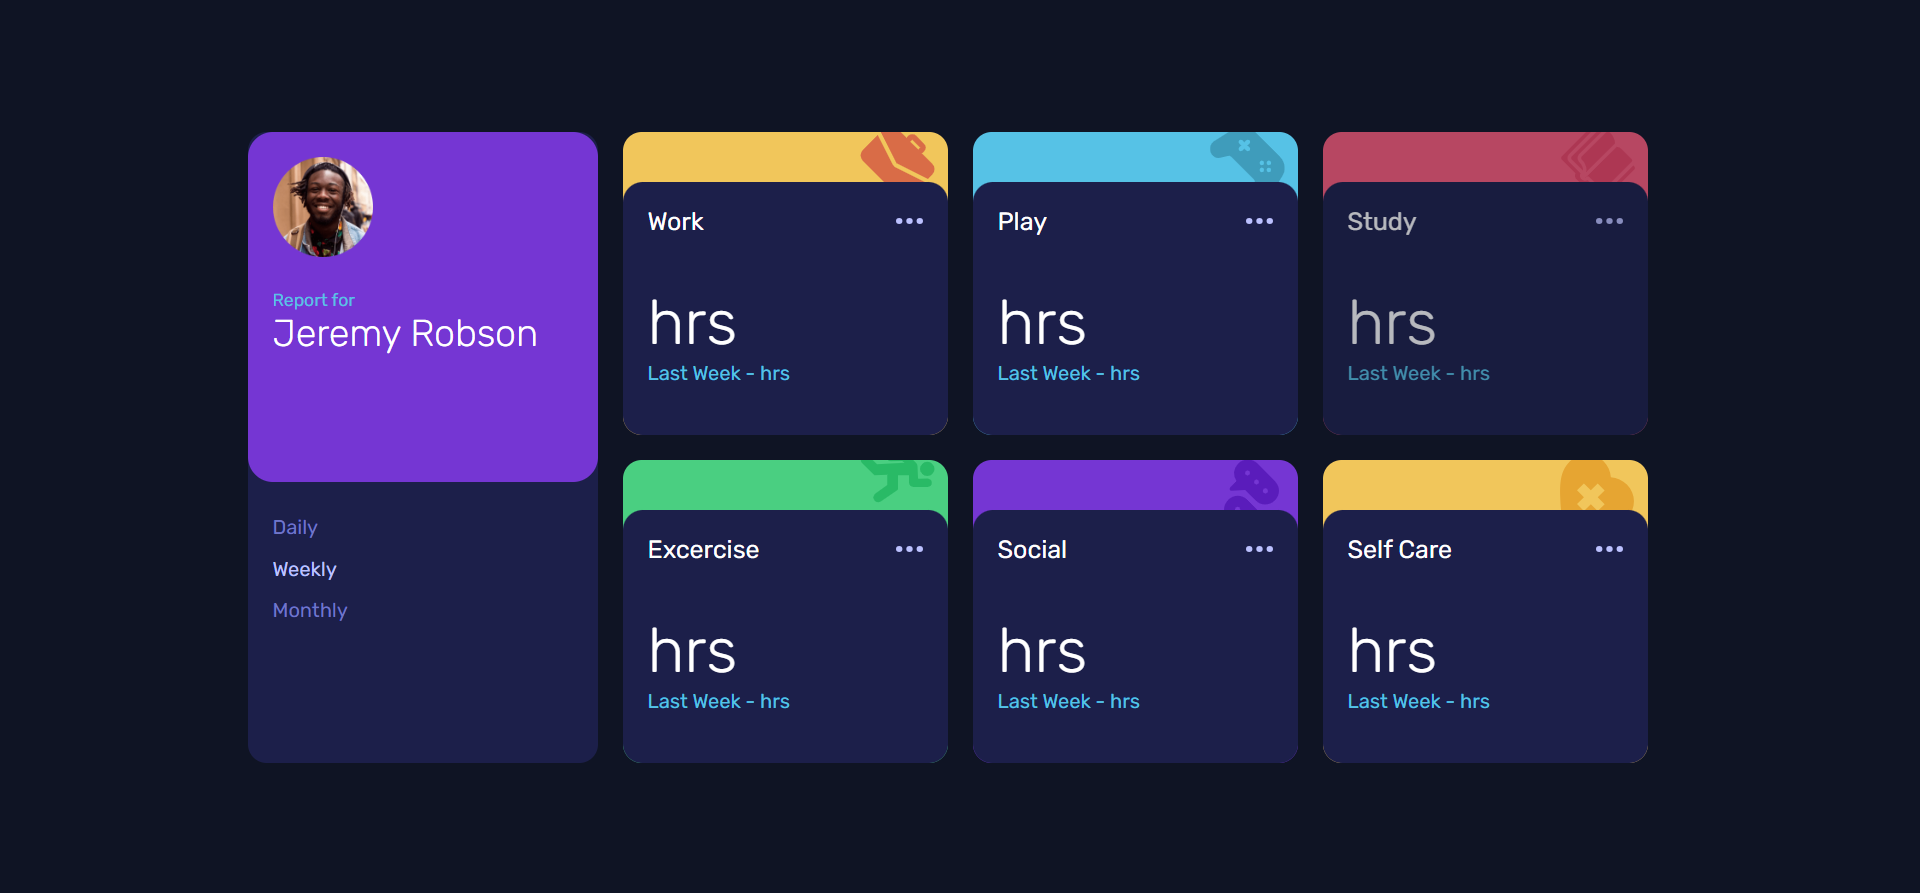 Report for
Jeremy Robson
Daily
Weekly
Monthly
Work
hrs
Last Week - hrs
Play
hrs
Last Week - hrs
Study
hrs
Last Week - hrs
Excercise
hrs
Last Week - hrs
Social
hrs
Last Week - hrs
Self Care
hrs
Last Week - hrs